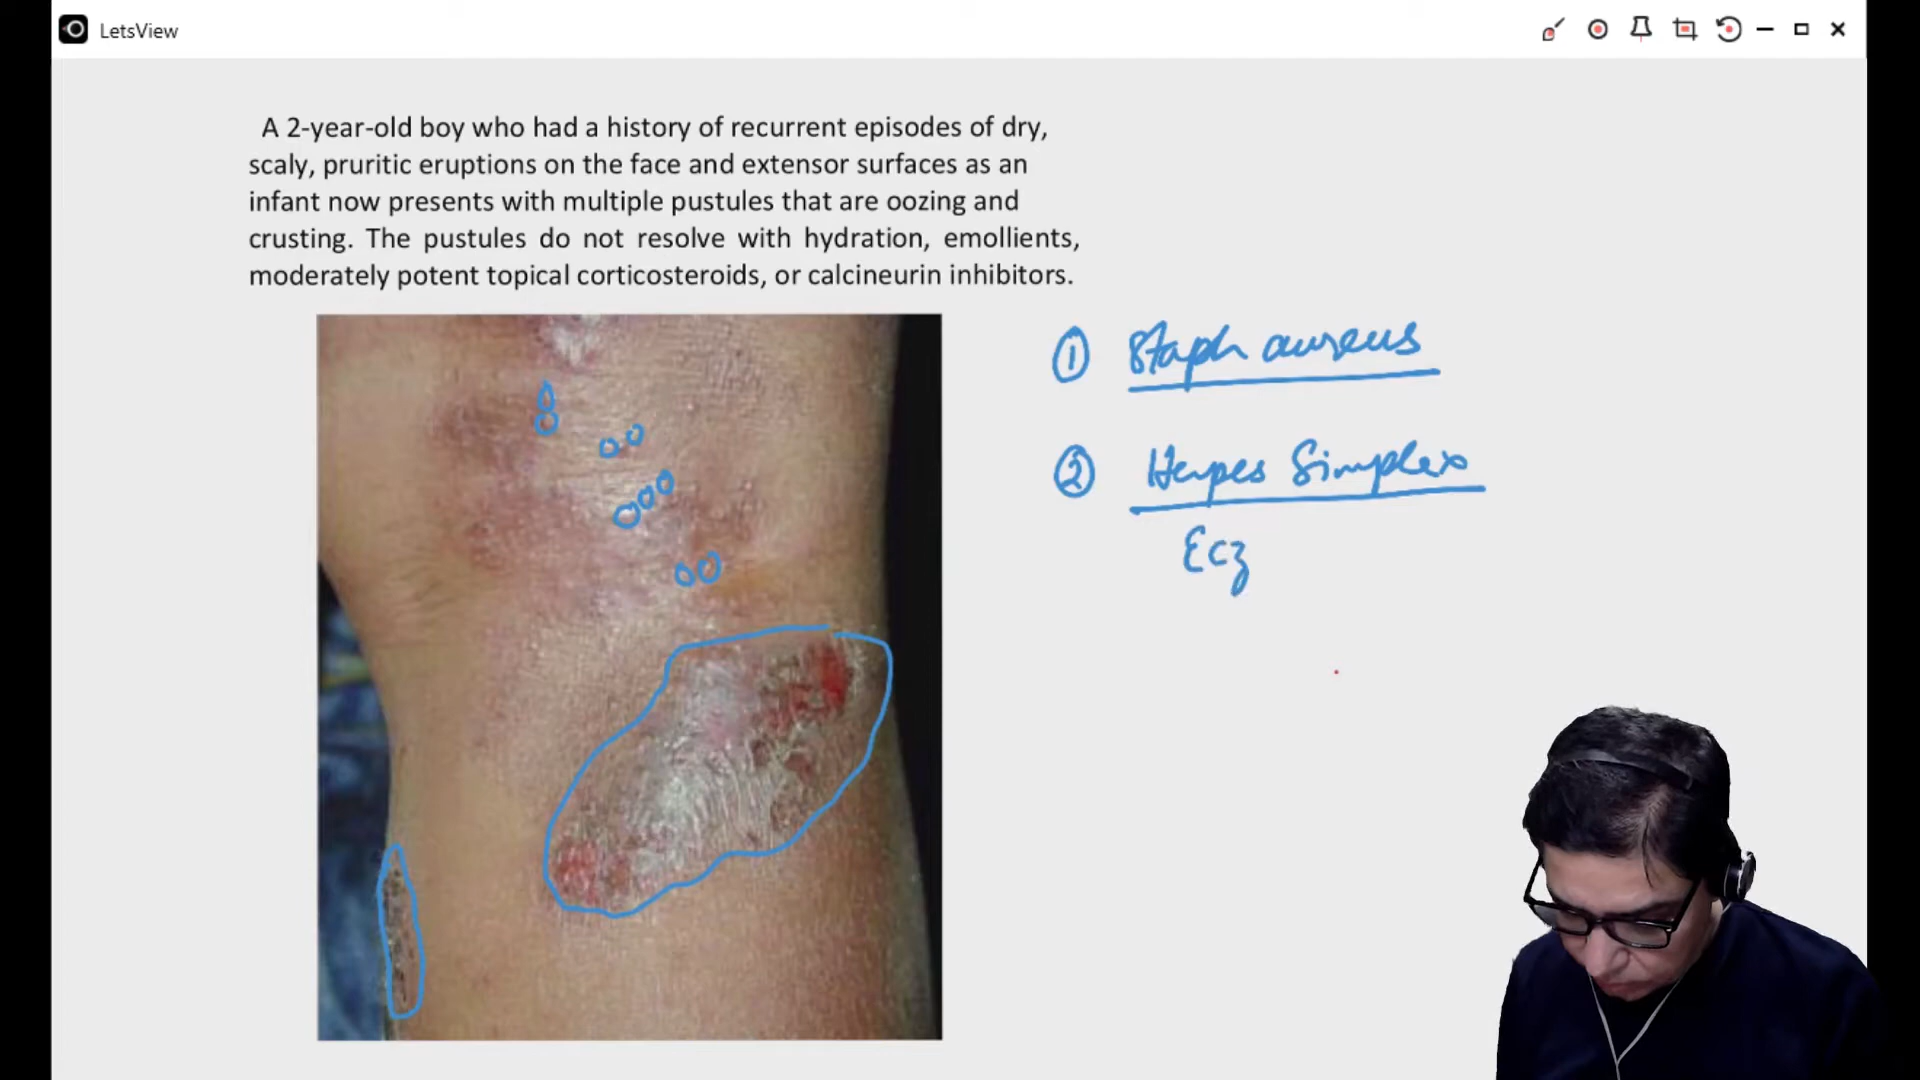 LetsView
A 2-year-old boy who had a history of recurrent episodes of dry,
scaly, pruritic eruptions on the face and extensor surfaces as an
infant now presents with multiple pustules that are oozing and
crusting. The pustules do not resolve with hydration, emollients,
moderately potent topical corticosteroids, or calcineurin inhibitors.
① Staph aureus
② Herpes Simplex
Ecz